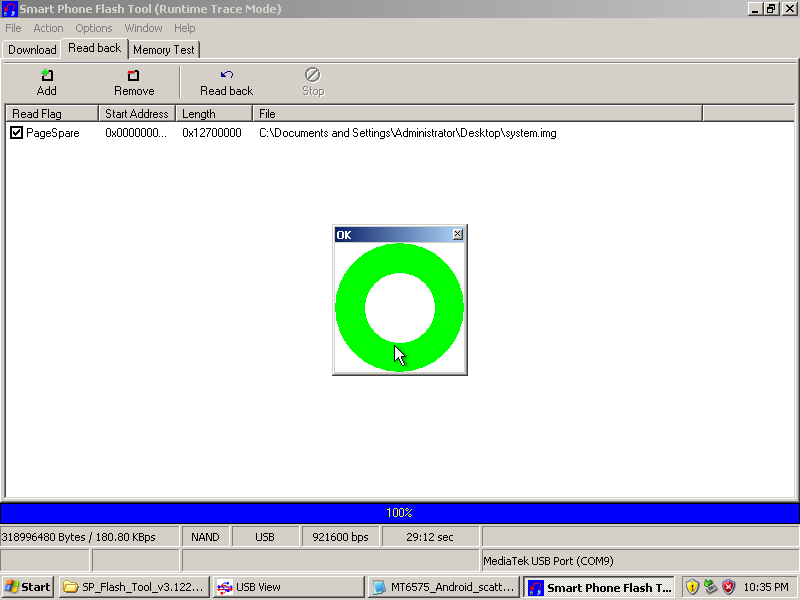 Smart Phone Flash Tool (Runtime Trace Mode)
File Action Options Window Help
Download Read back Memory Test
Add Remove Read back Stop
Read Flag Start Address Length File
PageSpare 0x0000000... 0x12700000 C:\Documents and Settings\Administrator\Desktop\system.img
OK
100%
318996480 Bytes / 180.80 KBps NAND USB 921600 bps 29:12 sec
MediaTek USB Port (COM9)
Start SP_Flash_Tool_v3.122... USB View MT6575_Android_scatt... Smart Phone Flash T... 10:35 PM